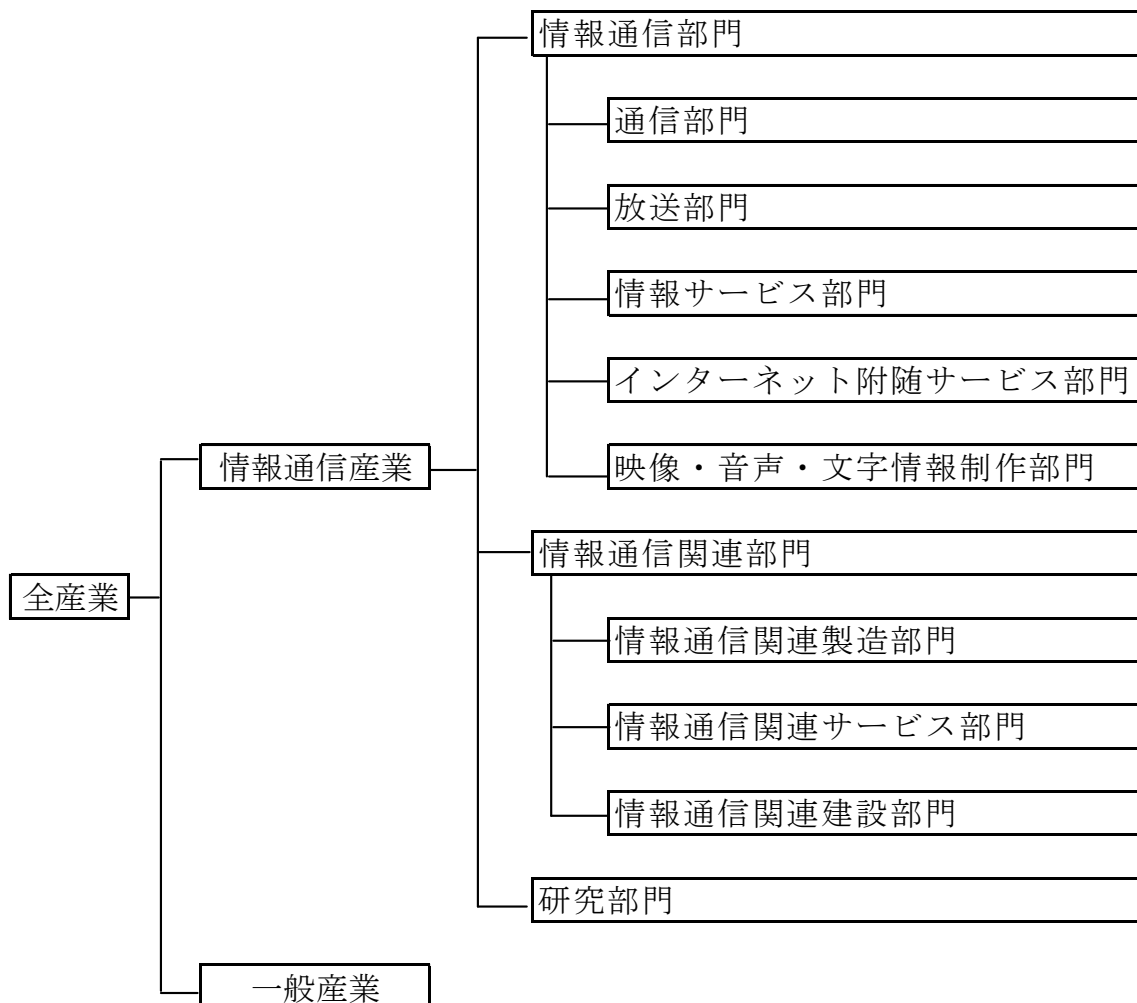 情報通信部門
通信部門
放送部門
情報サービス部門
インターネット附随サービス部門
映像・音声・文字情報制作部門
情報通信産業
情報通信関連部門
全産業
情報通信関連製造部門
情報通信関連サービス部門
情報通信関連建設部門
研究部門
一般産業